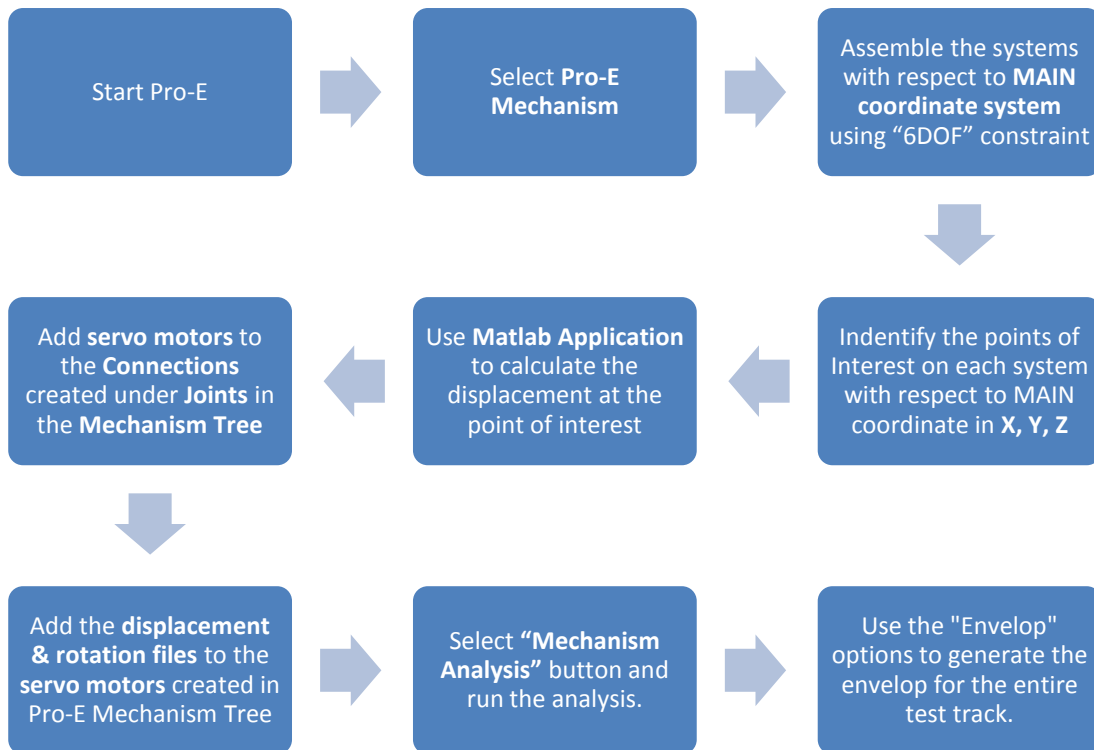 Start Pro-E
Select Pro-E
Mechanism
Assemble the systems
with respect to MAIN
coordinate system
using “6DOF” constraint
Indentify the points of
Interest on each system
with respect to MAIN
coordinate in X, Y, Z
Use Matlab Application
to calculate the
displacement at the
point of interest
Add servo motors to
the Connections
created under Joints in
the Mechanism Tree
Add the displacement
& rotation files to the
servo motors created in
Pro-E Mechanism Tree
Select “Mechanism
Analysis” button and
run the analysis.
Use the "Envelop"
options to generate the
envelop for the entire
test track.